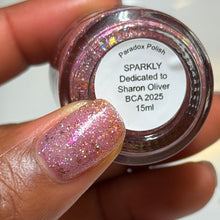 Paradox Polish
SPARKLY
Dedicated to
Sharon Oliver
BCA 2025
15ml